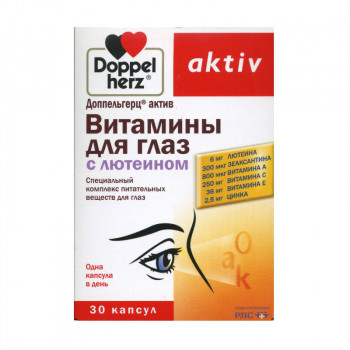 Doppel
herz®
aktiv
Доппельгерц® актив
Витамины
для глаз
с лютеином
6 мг ЛЮТЕИНА
300 мкг ЗЕАКСАНТИНА
800 мкг ВИТАМИНА А
250 мг ВИТАМИНА С
36 мг ВИТАМИНА Е
2,5 мг ЦИНКА
Специальный
комплекс питательных
веществ для глаз
O
a k
Одна
капсула
в день
30 капсул
РЛС